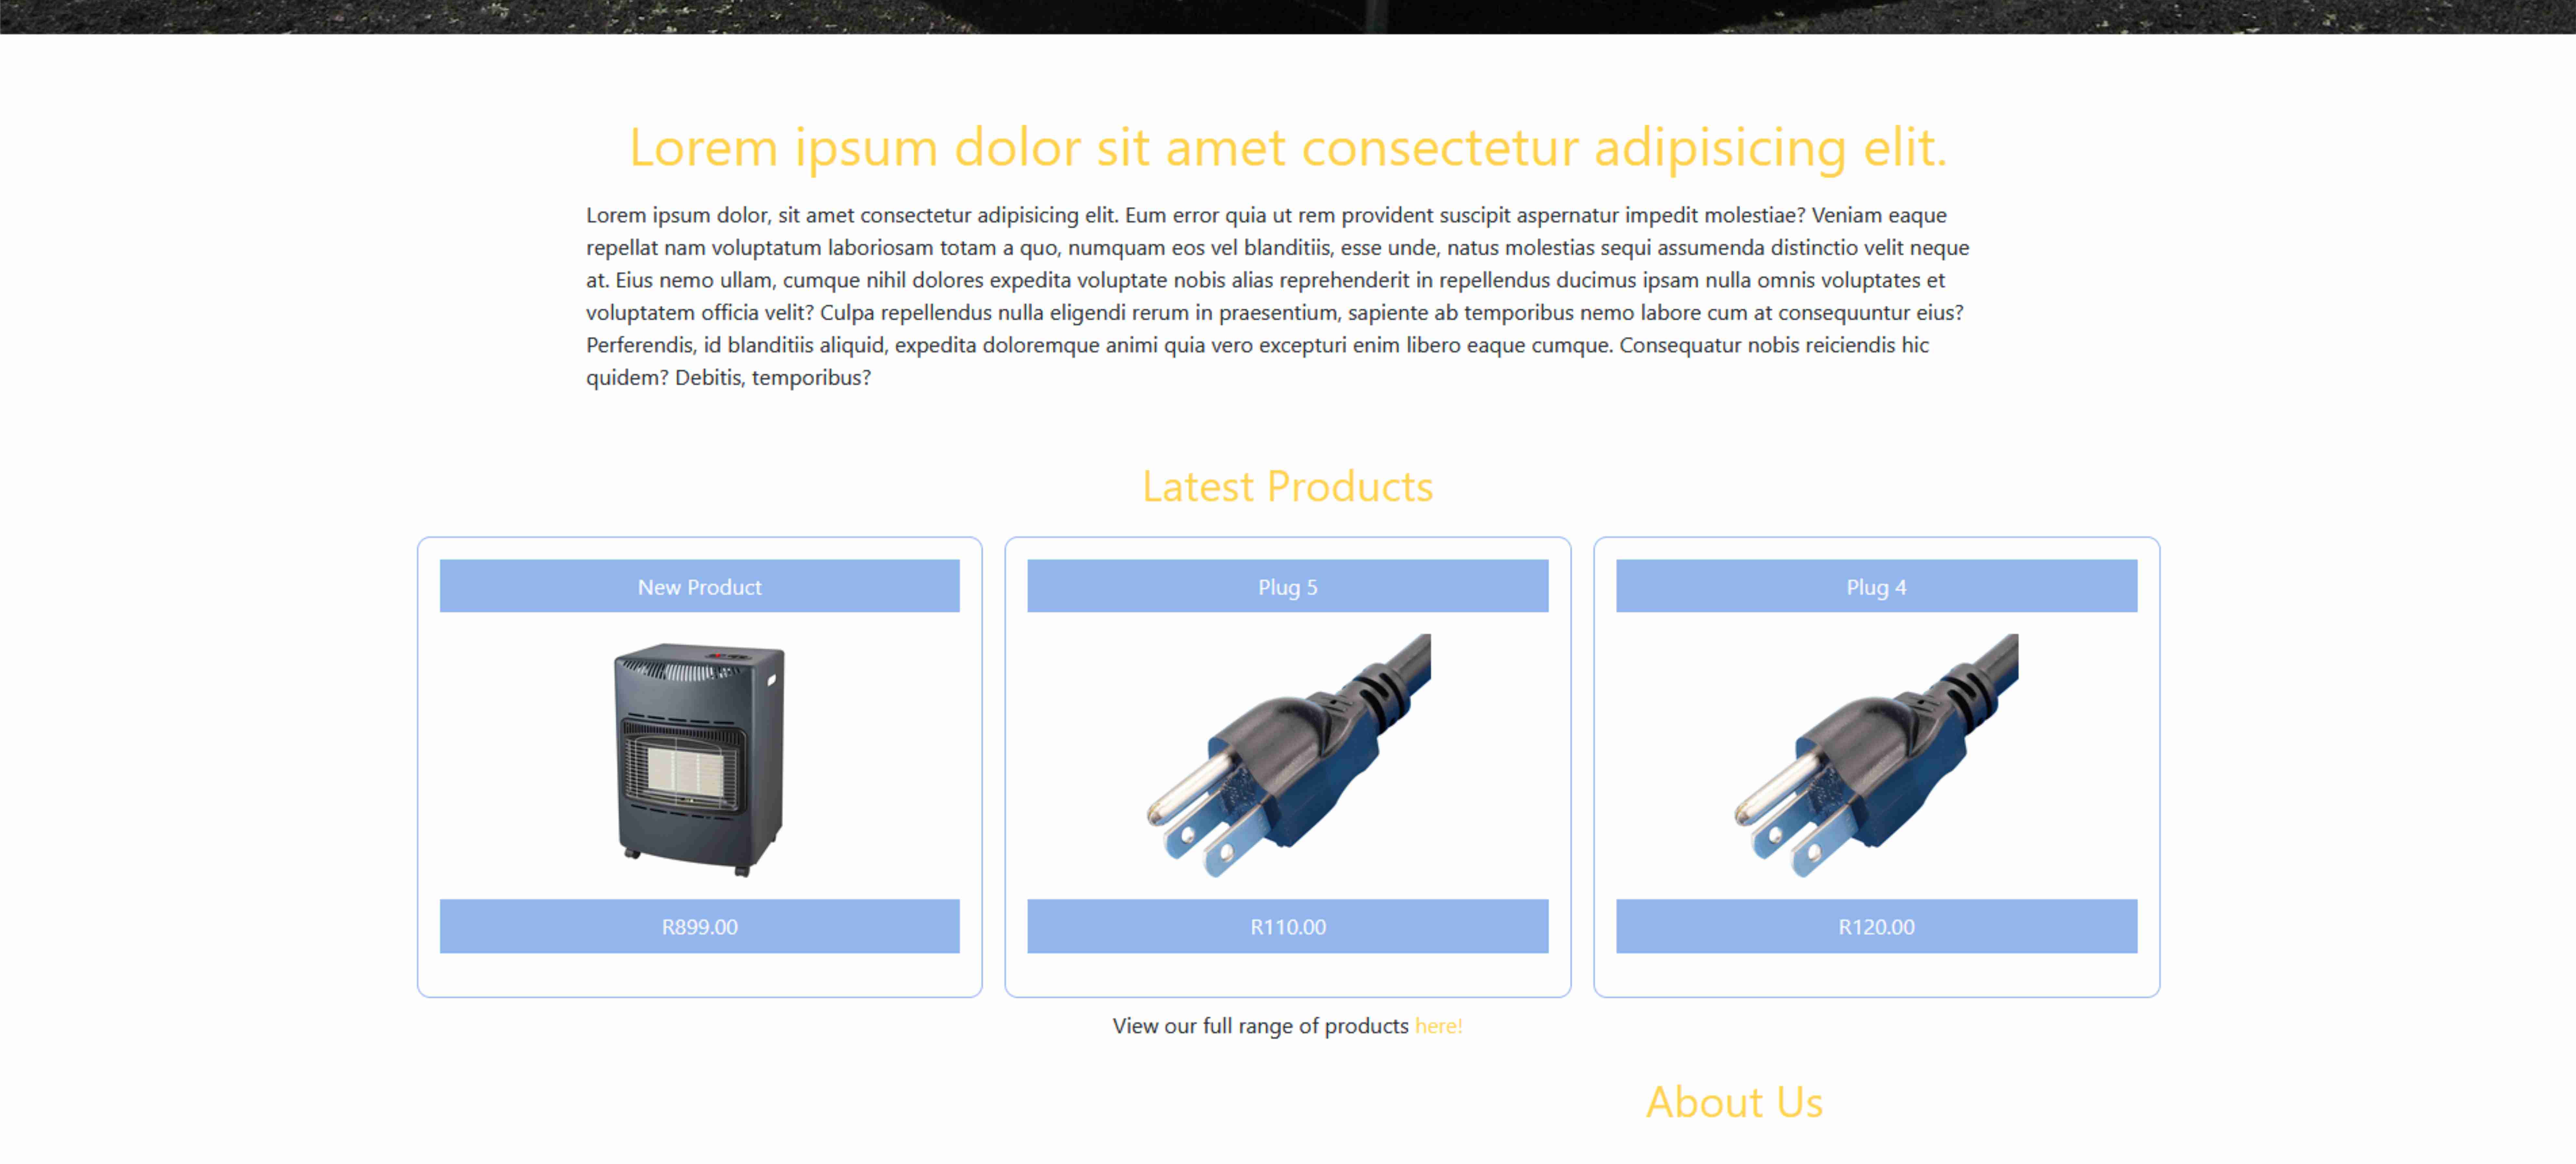 Lorem ipsum dolor sit amet consectetur adipisicing elit.
Lorem ipsum dolor, sit amet consectetur adipisicing elit. Eum error quia ut rem provident suscipit aspernatur impedit molestiae? Veniam eaque
repellat nam voluptatum laboriosam totam a quo, numquam eos vel blanditiis, esse unde, natus molestias sequi assumenda distinctio velit neque
at. Eius nemo ullam, cumque nihil dolores expedita voluptate nobis alias reprehenderit in repellendus ducimus ipsam nulla omnis voluptates et
voluptatem officia velit? Culpa repellendus nulla eligendi rerum in praesentium, sapiente ab temporibus nemo labore cum at consequuntur eius?
Perferendis, id blanditiis aliquid, expedita doloremque animi quia vero excepturi enim libero eaque cumque. Consequatur nobis reiciendis hic
quidem? Debitis, temporibus?
Latest Products
New Product
R899.00
Plug 5
R110.00
Plug 4
R120.00
View our full range of products here!
About Us